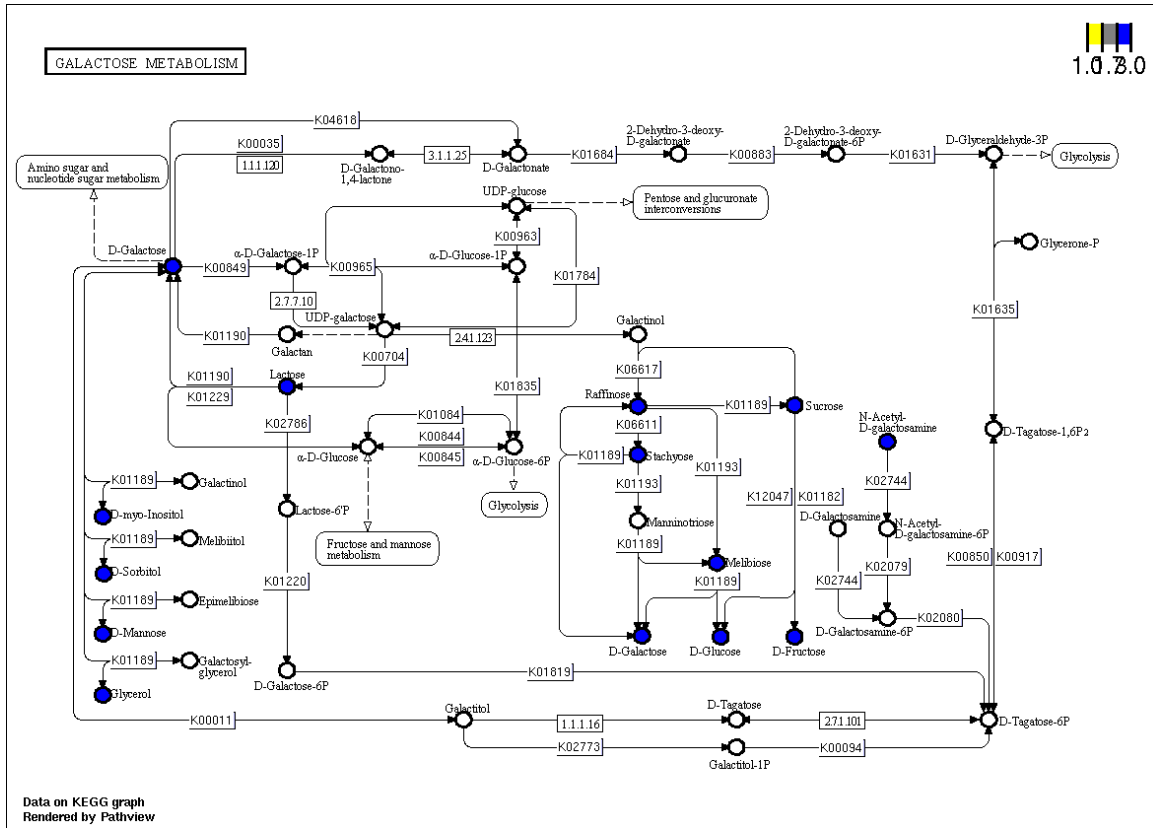 GALACTOSE METABOLISM
K04618
K00035
1.1.1.120
D-Galactono-
1,4-lactone
3.1.1.25
D-Galactonate
K01684
2-Dehydro-3-deoxy-
D-galactonate
K00883
2-Dehydro-3-deoxy-
D-galactonate-6P
K01631
D-Glyceraldehyde-3P
Glycolysis
Amino sugar and
nucleotide sugar metabolism
UDP-glucose
Pentose and glucuronate
interconversions
D-Galactose
K00849
α-D-Galactose-1P
K00965
α-D-Glucose-1P
K00963
K01784
Glycerone-P
2.7.7.10
UDP-galactose
K01190
Galactan
2.4.1.123
Galactinol
K01635
K00704
K01190
K01229
Lactose
K01835
K06617
Raffinose
K01189
Sucrose
K02786
K01084
K00844
K00845
α-D-Glucose
α-D-Glucose-6P
K06611
K01189
Stachyose
K01193
N-Acetyl-
D-galactosamine
D-Tagatose-1,6P2
K01189
Galactinol
D-myo-Inositol
Lactose-6'P
Glycolysis
K01193
Manninotriose
K12047
K01182
K02744
D-Galactosamine
N-Acetyl-
D-galactosamine-6P
K01189
Melibiitol
D-Sorbitol
Fructose and mannose
metabolism
K01189
Melibiose
K00850
K00917
K01220
K01189
K02744
K02079
K01189
Epimelibiose
D-Mannose
D-Galactose
D-Glucose
D-Fructose
D-Galactosamine-6P
K02080
K01189
Galactosyl-
glycerol
Glycerol
D-Galactose-6P
K01819
K00011
Galactitol
1.1.1.16
D-Tagatose
2.7.1.101
D-Tagatose-6P
K02773
Galactitol-1P
K00094
Data on KEGG graph
Rendered by Pathview